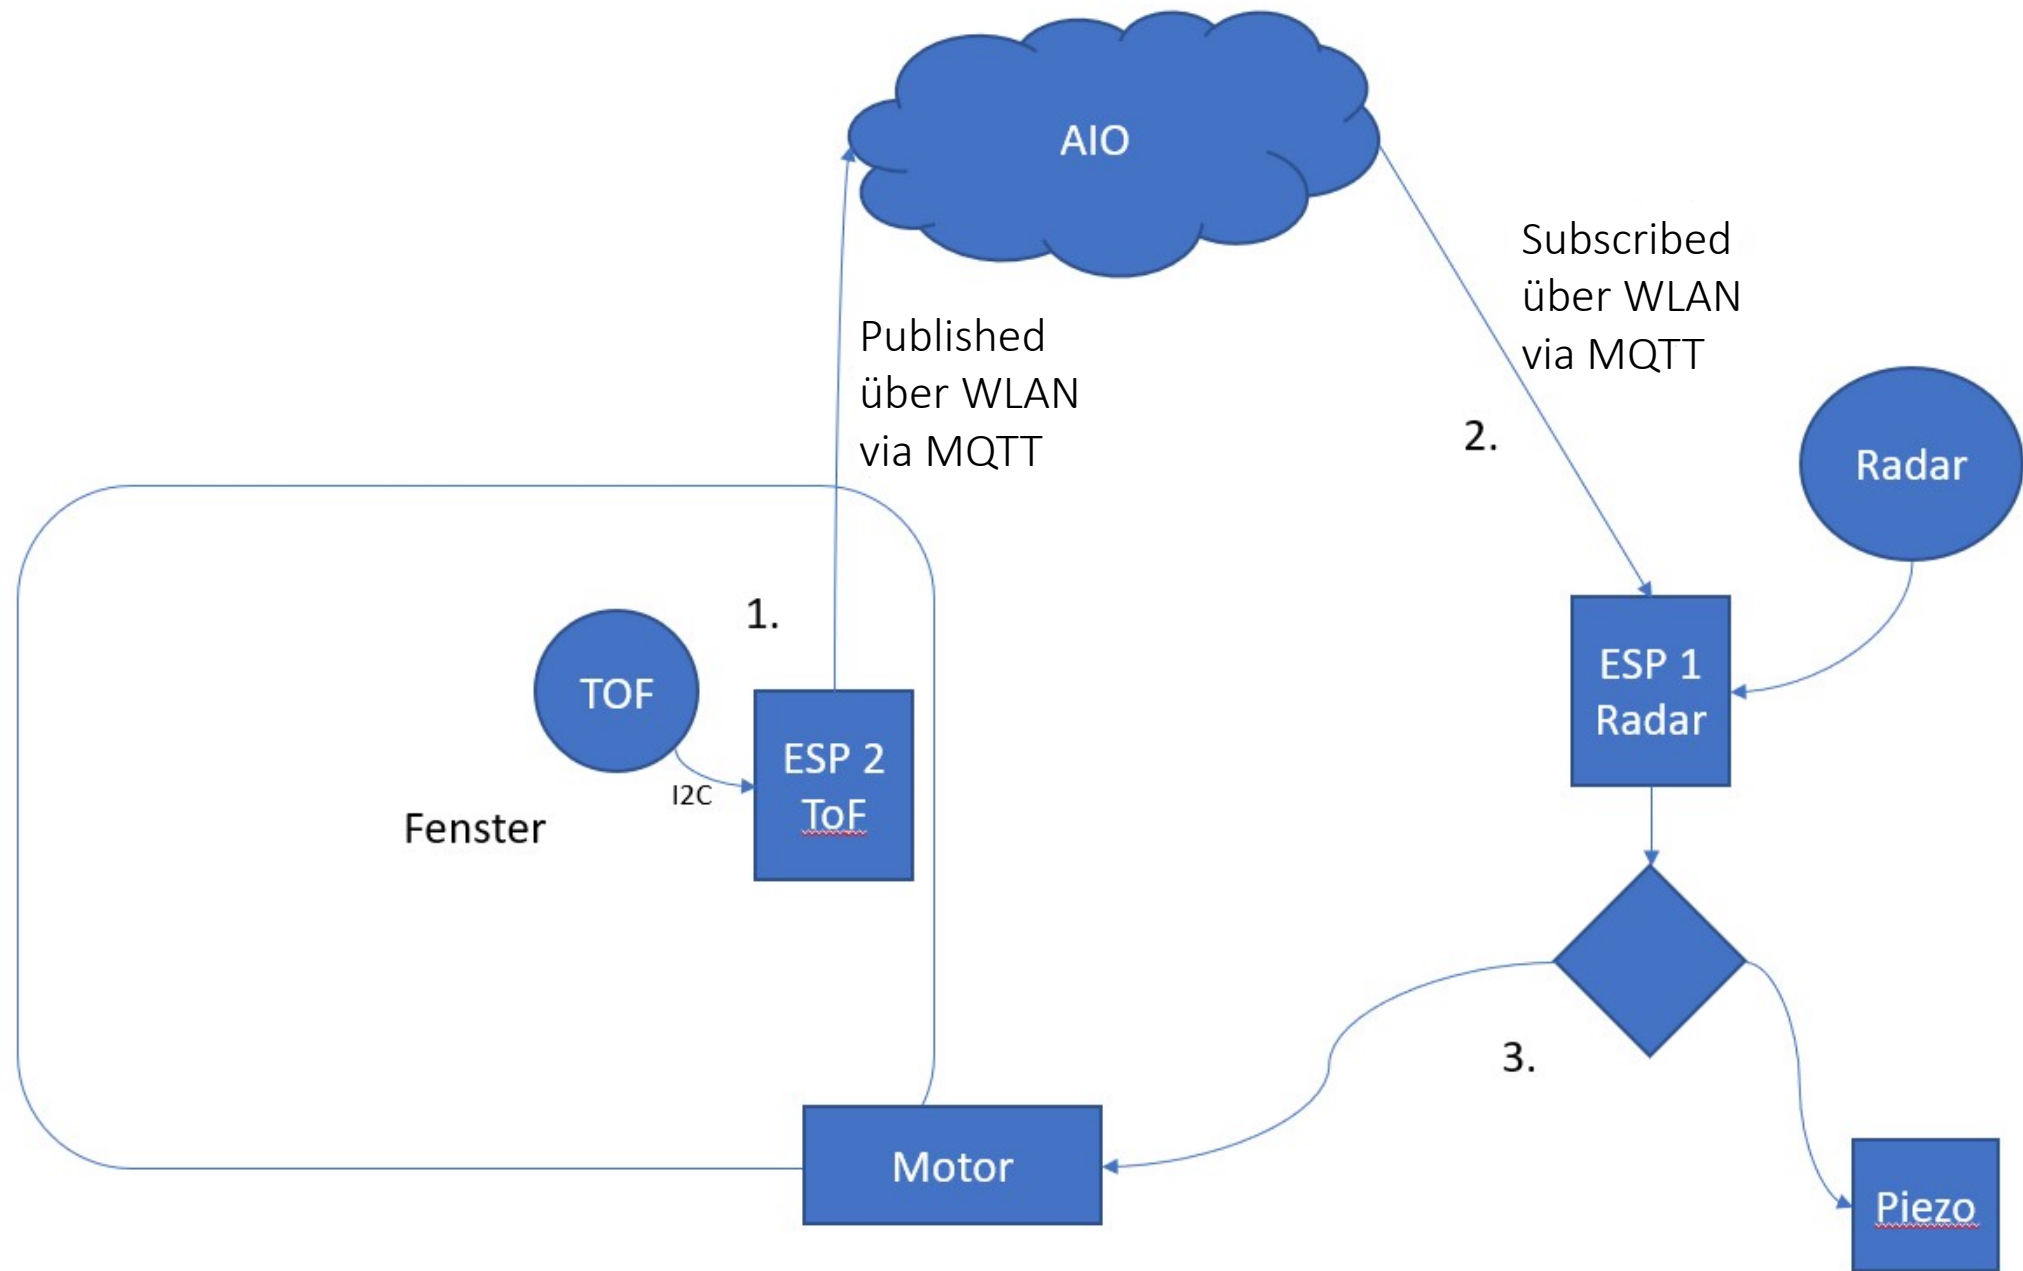 AIO
Subscribed
über WLAN
via MQTT
Published
über WLAN
via MQTT
2.
Radar
1.
TOF
ESP 1
Radar
ESP 2
ToF
I2C
Fenster
3.
Motor
Piezo